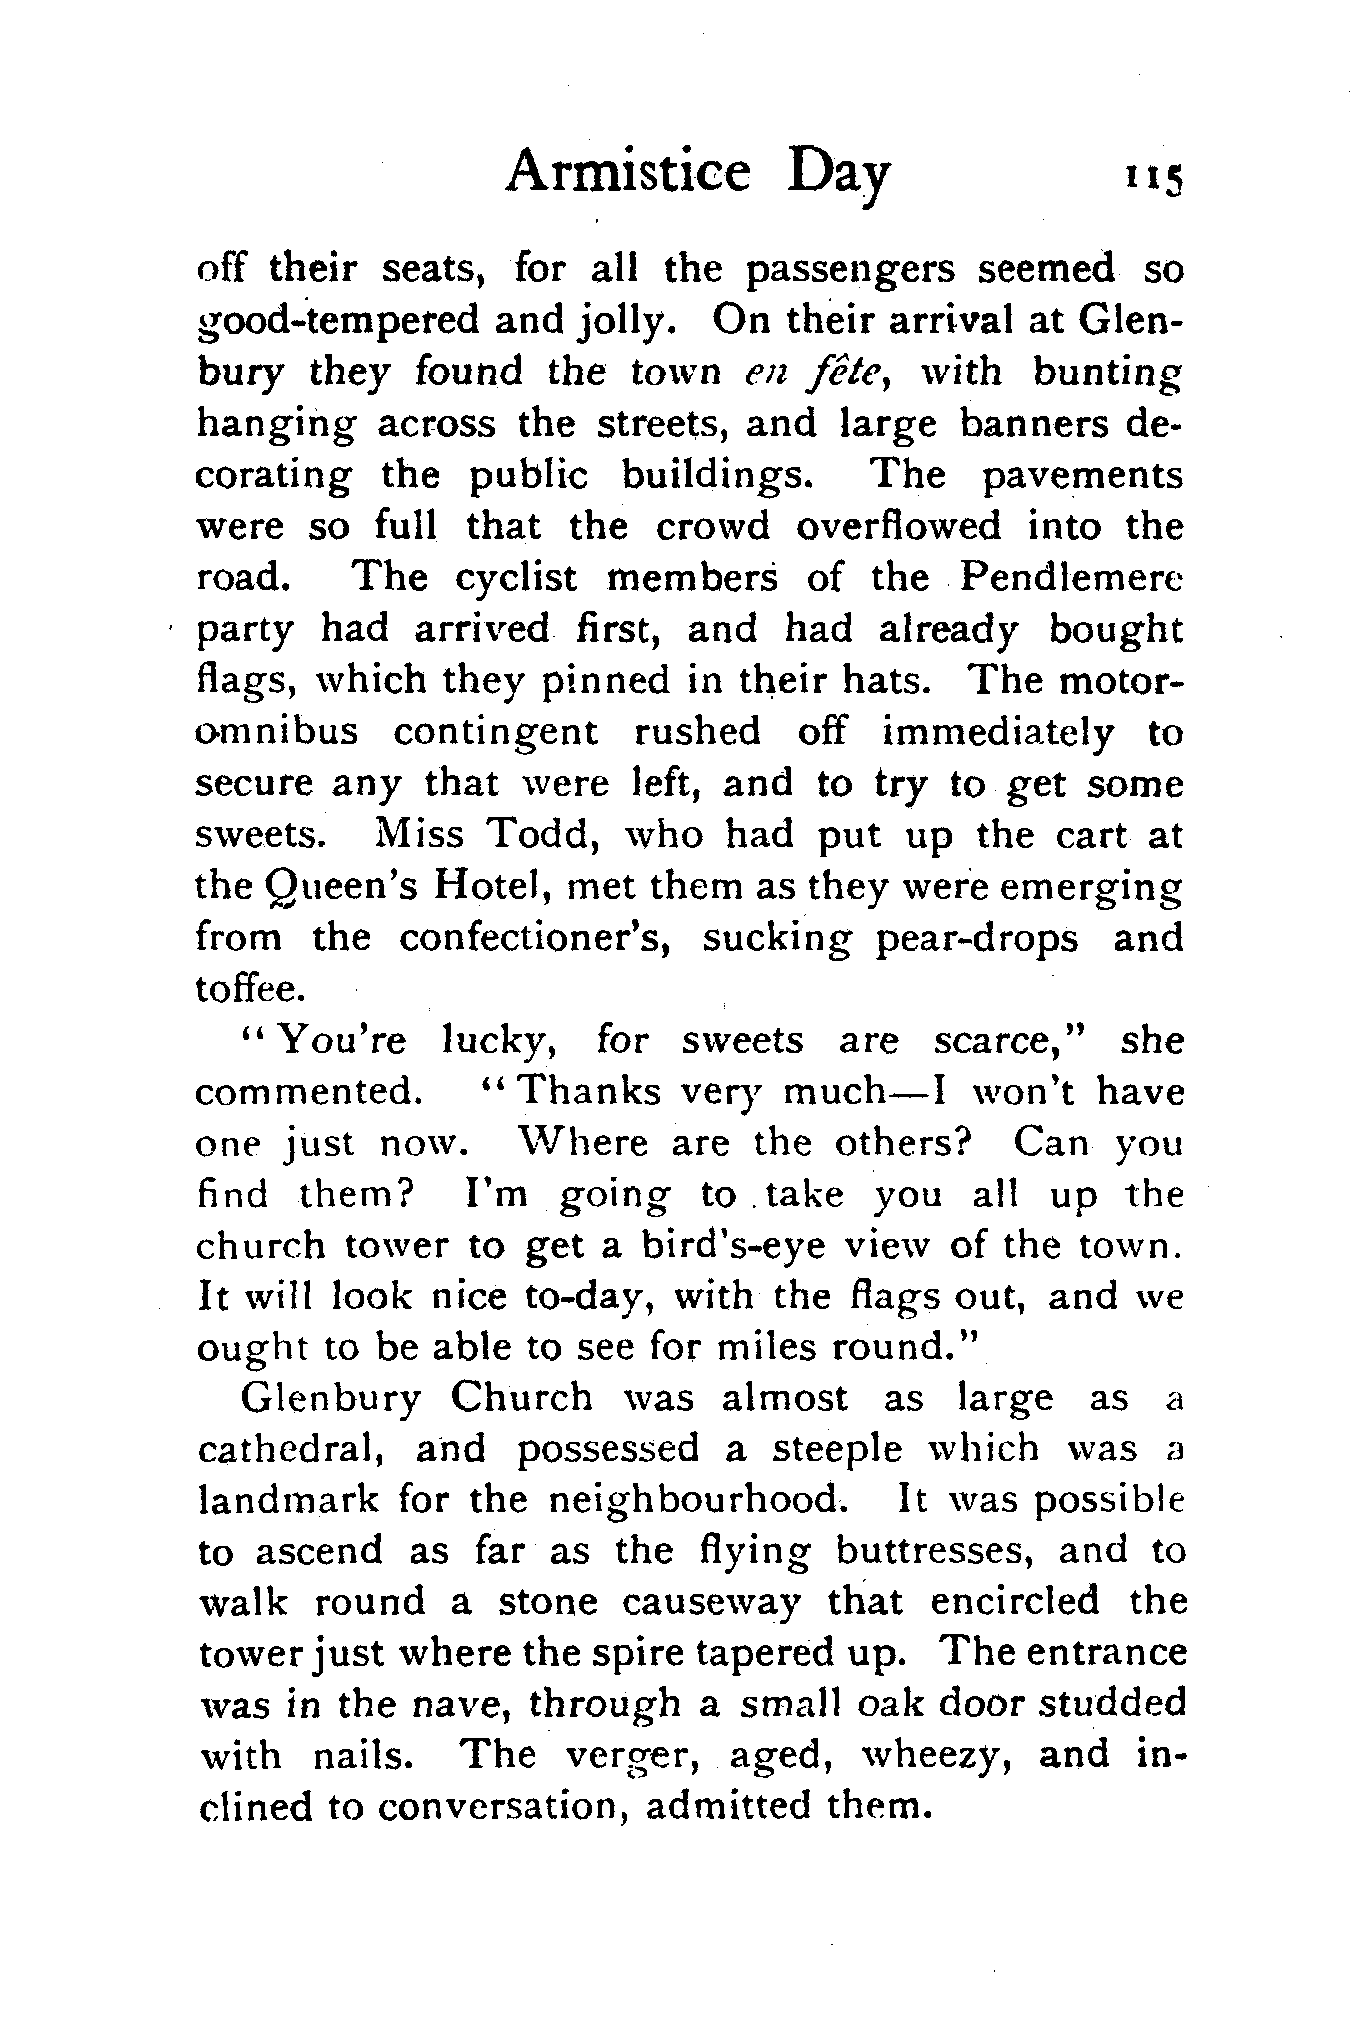 Armistice Day 115
off their seats, for all the passengers seemed so
good-tempered and jolly. On their arrival at Glen-
bury they found the town en fête, with bunting
hanging across the streets, and large banners de-
corating the public buildings. The pavements
were so full that the crowd overflowed into the
road. The cyclist members of the Pendlemere
party had arrived first, and had already bought
flags, which they pinned in their hats. The motor-
omnibus contingent rushed off immediately to
secure any that were left, and to try to get some
sweets. Miss Todd, who had put up the cart at
the Queen's Hotel, met them as they were emerging
from the confectioner's, sucking pear-drops and
toffee.
"You're lucky, for sweets are scarce," she
commented. "Thanks very much—I won't have
one just now. Where are the others? Can you
find them? I'm going to take you all up the
church tower to get a bird's-eye view of the town.
It will look nice to-day, with the flags out, and we
ought to be able to see for miles round."
Glenbury Church was almost as large as a
cathedral, and possessed a steeple which was a
landmark for the neighbourhood. It was possible
to ascend as far as the flying buttresses, and to
walk round a stone causeway that encircled the
tower just where the spire tapered up. The entrance
was in the nave, through a small oak door studded
with nails. The verger, aged, wheezy, and in-
clined to conversation, admitted them.